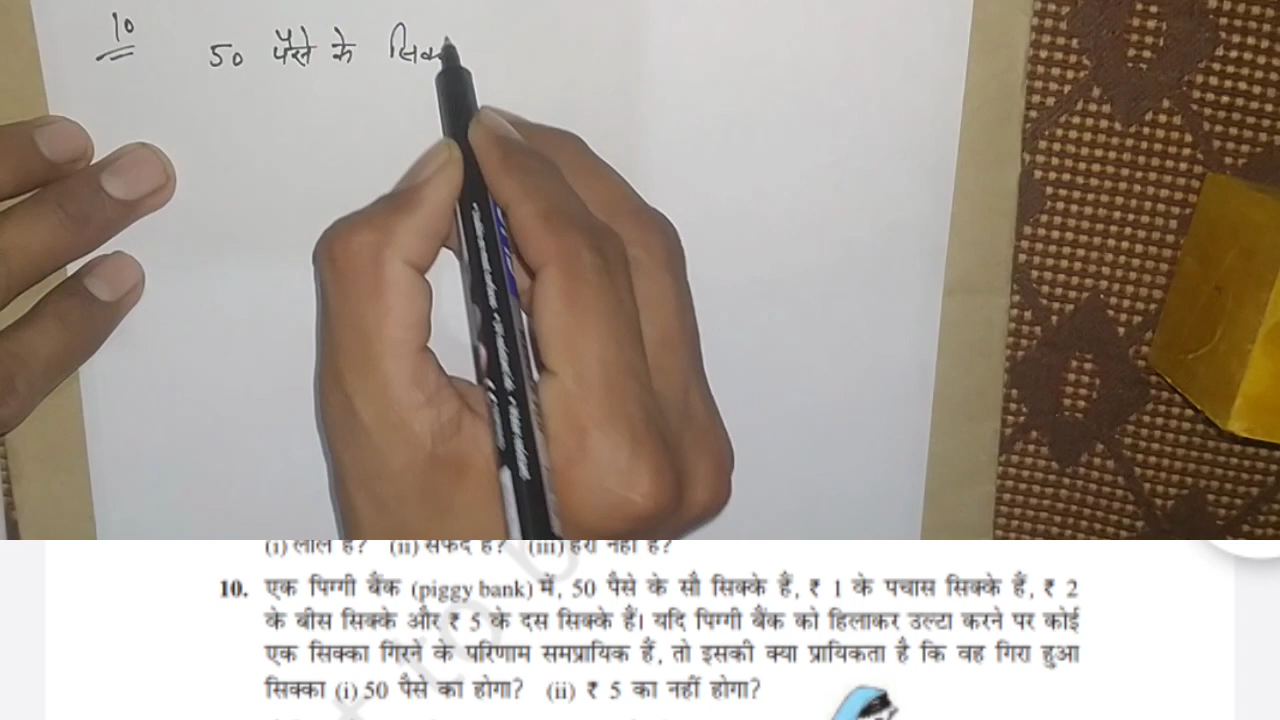 10 50 पैसे के
(i) लाल है? (ii) सफेद है? (iii) हरा नहीं है?
10. एक पिग्गी बैंक (piggy bank) में, 50 पैसे के सौ सिक्के हैं, ₹ 1 के पचास सिक्के हैं, ₹ 2
के बीस सिक्के और ₹ 5 के दस सिक्के हैं। यदि पिग्गी बैंक को हिलाकर उल्टा करने पर कोई
एक सिक्का गिरने के परिणाम समप्रायिक हैं, तो इसकी क्या प्रायिकता है कि वह गिरा हुआ
सिक्का (i) 50 पैसे का होगा? (ii) ₹ 5 का नहीं होगा?